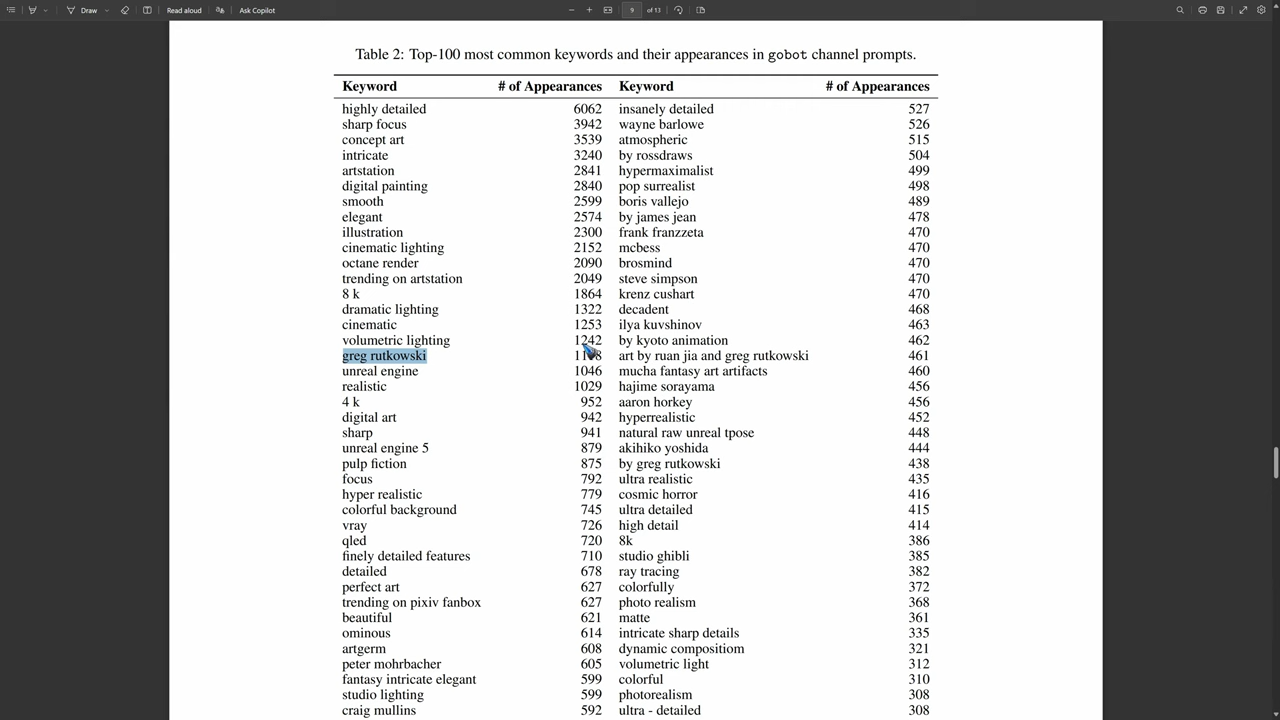 Draw Read aloud Ask Copilot 9 of 13
Table 2: Top-100 most common keywords and their appearances in gobot channel prompts.
Keyword # of Appearances Keyword # of Appearances
highly detailed 6062 insanely detailed 527
sharp focus 3942 wayne barlowe 526
concept art 3539 atmospheric 515
intricate 3240 by rossdraws 504
artstation 2841 hypermaximalist 499
digital painting 2840 pop surrealist 498
smooth 2599 boris vallejo 489
elegant 2574 by james jean 478
illustration 2300 frank franzzeta 470
cinematic lighting 2152 mcbess 470
octane render 2090 brosmind 470
trending on artstation 2049 steve simpson 470
8 k 1864 krenz cushart 470
dramatic lighting 1322 decadent 468
cinematic 1253 ilya kuvshinov 463
volumetric lighting 1242 by kyoto animation 462
greg rutkowski art by ruan jia and greg rutkowski 461
unreal engine 1046 mucha fantasy art artifacts 460
realistic 1029 hajime sorayama 456
4 k 952 aaron horkey 456
digital art 942 hyperrealistic 452
sharp 941 natural raw unreal tpose 448
unreal engine 5 879 akihiko yoshida 444
pulp fiction 875 by greg rutkowski 438
focus 792 ultra realistic 435
hyper realistic 779 cosmic horror 416
colorful background 745 ultra detailed 415
vray 726 high detail 414
qled 720 8k 386
finely detailed features 710 studio ghibli 385
detailed 678 ray tracing 382
perfect art 627 colorfully 372
trending on pixiv fanbox 627 photo realism 368
beautiful 621 matte 361
ominous 614 intricate sharp details 335
artgerm 608 dynamic compositiom 321
peter mohrbacher 605 volumetric light 312
fantasy intricate elegant 599 colorful 310
studio lighting 599 photorealism 308
craig mullins 592 ultra - detailed 308